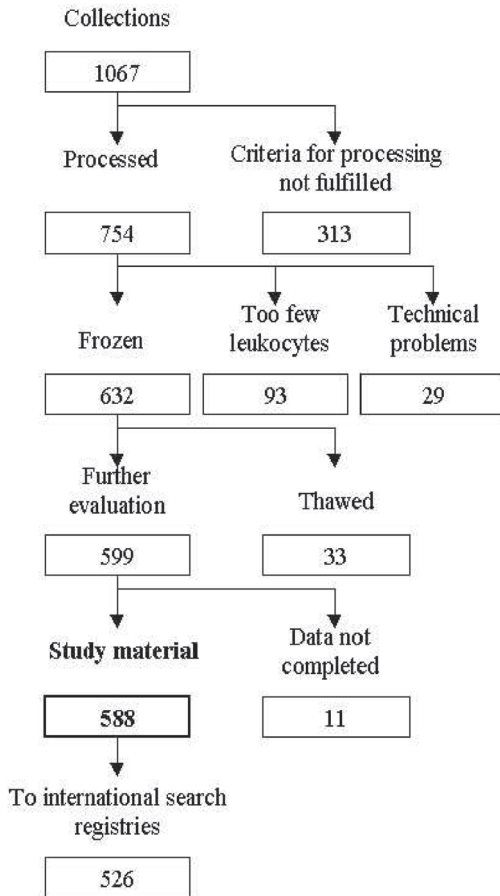 Collections
1067
Processed
Criteria for processing
not fulfilled
754
313
Frozen
Too few
leukocytes
Technical
problems
632
93
29
Further
evaluation
Thawed
599
33
Study material
Data not
completed
588
11
To international search
registries
526